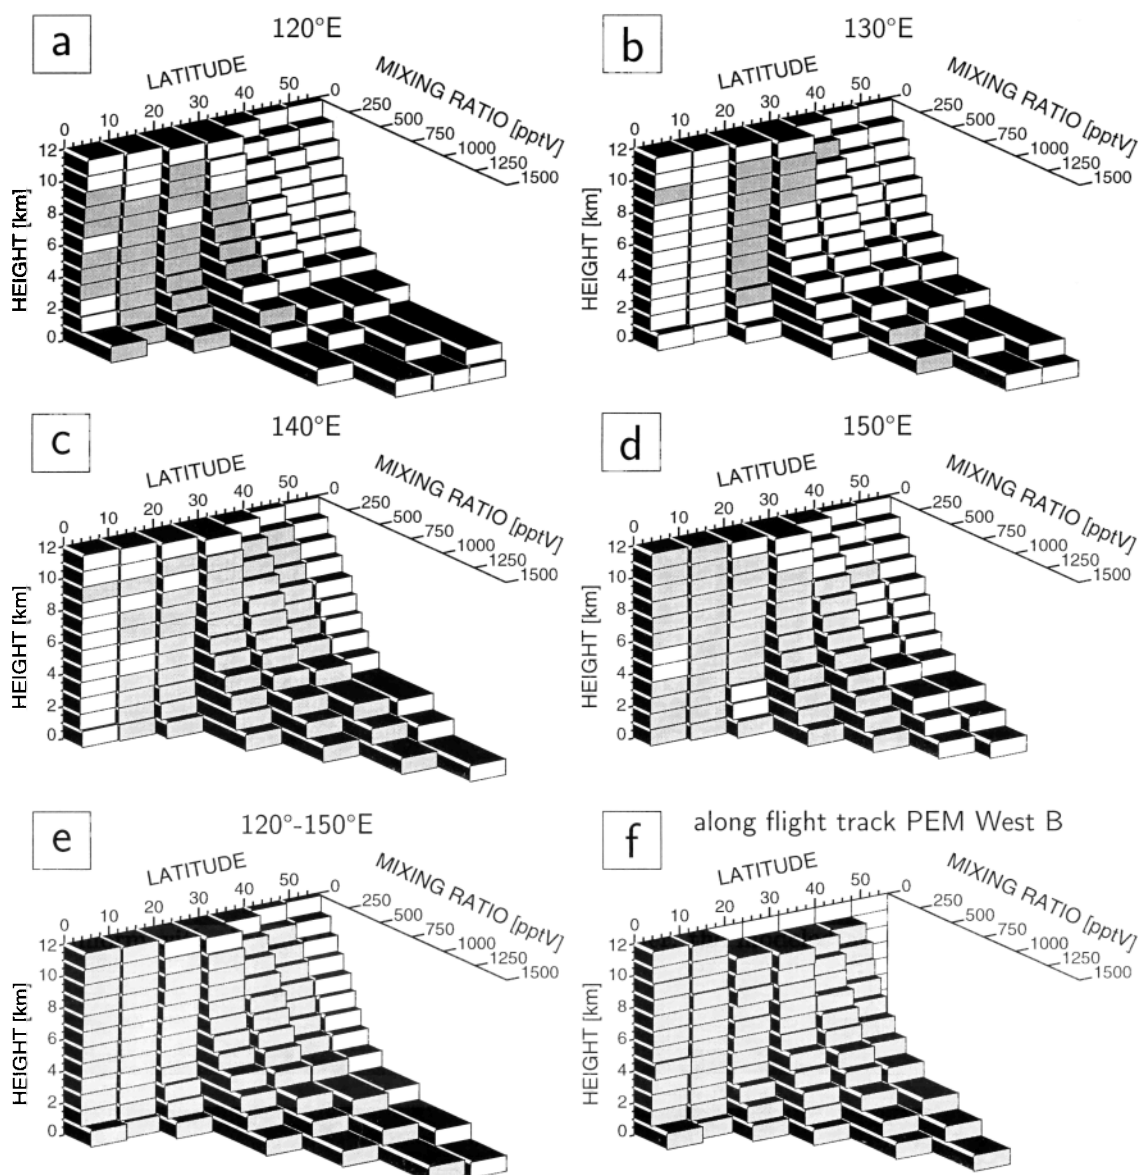 a
120°E
LATITUDE
MIXING RATIO [pptV]
0 10 20 30 40 50
0 250 500 750 1000 1250 1500
HEIGHT [km]
12
10
8
6
4
2
0
b
130°E
LATITUDE
MIXING RATIO [pptV]
0 10 20 30 40 50
0 250 500 750 1000 1250 1500
HEIGHT [km]
12
10
8
6
4
2
0
c
140°E
LATITUDE
MIXING RATIO [pptV]
0 10 20 30 40 50
0 250 500 750 1000 1250 1500
HEIGHT [km]
12
10
8
6
4
2
0
d
150°E
LATITUDE
MIXING RATIO [pptV]
0 10 20 30 40 50
0 250 500 750 1000 1250 1500
HEIGHT [km]
12
10
8
6
4
2
0
e
120°-150°E
LATITUDE
MIXING RATIO [pptV]
0 10 20 30 40 50
0 250 500 750 1000 1250 1500
HEIGHT [km]
12
10
8
6
4
2
0
f
along flight track PEM West B
LATITUDE
MIXING RATIO [pptV]
0 10 20 30 40 50
0 250 500 750 1000 1250 1500
HEIGHT [km]
12
10
8
6
4
2
0